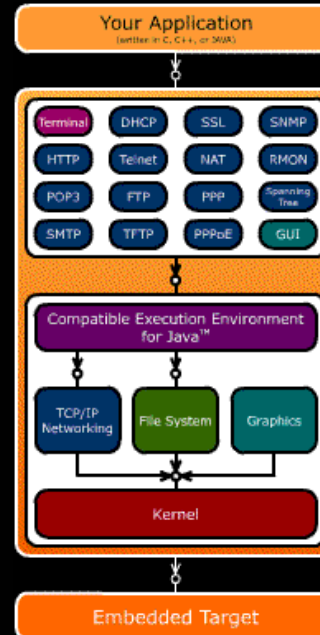 Your Application
(written in C, C++, or JAVA)
Terminal DHCP SSL SNMP
HTTP Telnet NAT RMON
POP3 FTP PPP Spanning
Tree
SMTP TFTP PPPoE GUI
Compatible Execution Environment
for Java™
TCP/IP
Networking
File System
Graphics
Kernel
Embedded Target